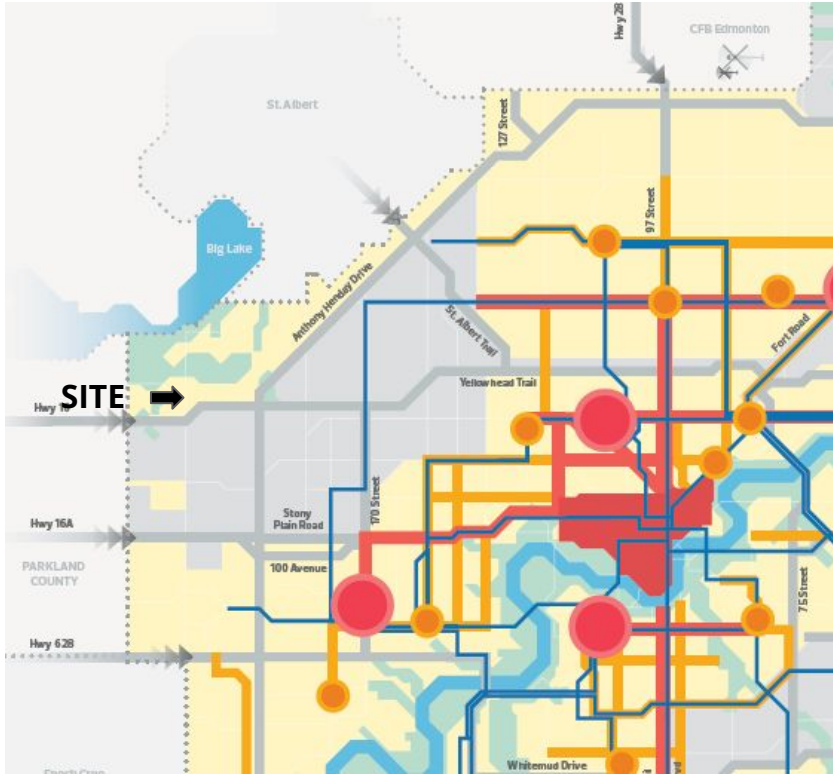 Hwy 28
CFB Edmonton
St. Albert
127 Street
97 Street
Big Lake
Anthony Henday Drive
St. Albert Trail
Fort Road
Yellowhead Trail
SITE
Hwy 16
170 Street
Stony
Plain Road
Hwy 16A
100 Avenue
PARKLAND
COUNTY
75 Street
Hwy 628
Whitemud Drive